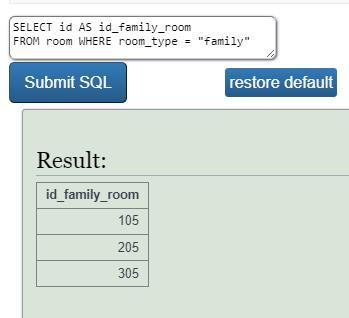 SELECT id AS id_family_room
FROM room WHERE room_type = "family"
Submit SQL
restore default
Result:
id_family_room
105
205
305